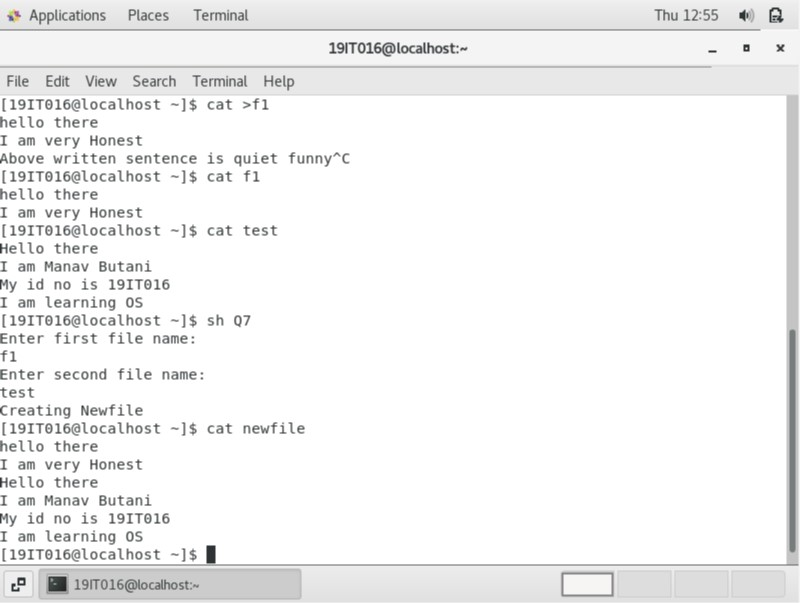 Applications Places Terminal Thu 12:55
19IT016@localhost:~
File Edit View Search Terminal Help
[19IT016@localhost ~]$ cat >f1
hello there
I am very Honest
Above written sentence is quiet funny^C
[19IT016@localhost ~]$ cat f1
hello there
I am very Honest
[19IT016@localhost ~]$ cat test
Hello there
I am Manav Butani
My id no is 19IT016
I am learning OS
[19IT016@localhost ~]$ sh Q7
Enter first file name:
f1
Enter second file name:
test
Creating Newfile
[19IT016@localhost ~]$ cat newfile
hello there
I am very Honest
Hello there
I am Manav Butani
My id no is 19IT016
I am learning OS
[19IT016@localhost ~]$
19IT016@localhost:~